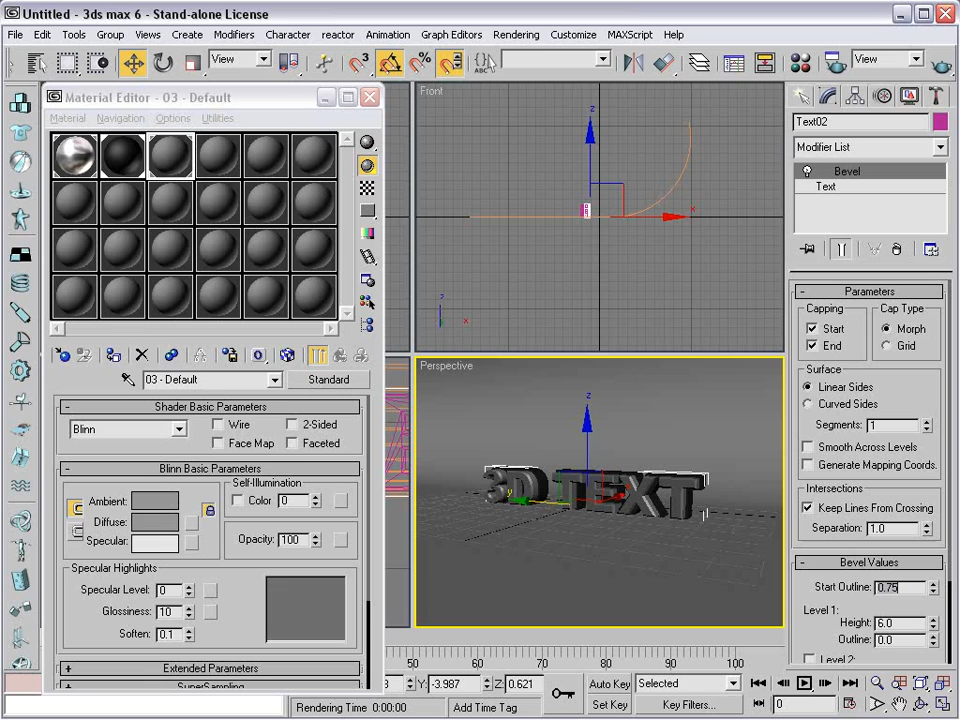 Untitled - 3ds max 6 - Stand-alone License
File Edit Tools Group Views Create Modifiers Character reactor Animation Graph Editors Rendering Customize MAXScript Help
View View
Material Editor - 03 - Default
Material Navigation Options Utilities
03 - Default Standard
Shader Basic Parameters
Blinn Wire 2-Sided
Face Map Faceted
Blinn Basic Parameters
Self-Illumination
Ambient: Color 0
Diffuse:
Specular: Opacity: 100
Specular Highlights
Specular Level: 0
Glossiness: 10
Soften: 0.1
Extended Parameters
SuperSampling
Front
z
x
x
Perspective
z
y
3D TEXT
Text02
Modifier List
Bevel
Text
Parameters
Capping Cap Type
Start Morph
End Grid
Surface
Linear Sides
Curved Sides
Segments: 1
Smooth Across Levels
Generate Mapping Coords.
Intersections
Keep Lines From Crossing
Separation: 1.0
Bevel Values
Start Outline: 0.75
Level 1:
Height: 6.0
Outline: 0.0
Level 2:
50 60 70 80 90 100
Y: -3.987 Z: 0.621 Auto Key Selected
Set Key Key Filters... 0
Rendering Time 0:00:00 Add Time Tag